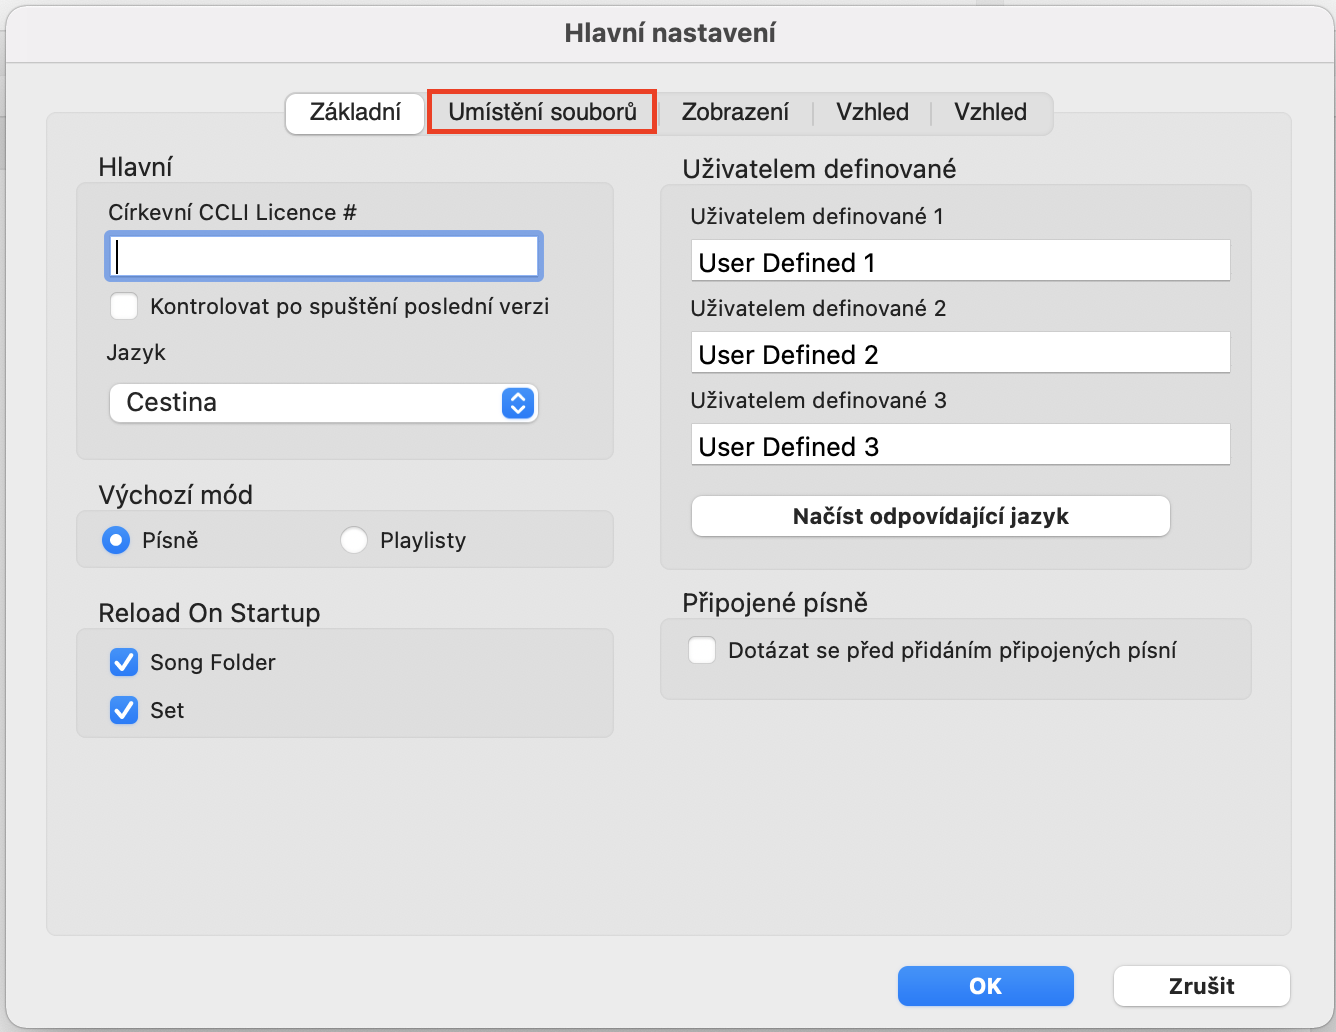 Hlavní nastavení
Základní
Umístění souborů
Zobrazení
Vzhled
Vzhled
Hlavní
Církevní CCLI Licence #
Kontrolovat po spuštění poslední verzi
Jazyk
Cestina
Výchozí mód
Písně
Playlisty
Reload On Startup
Song Folder
Set
Uživatelem definované
Uživatelem definované 1
User Defined 1
Uživatelem definované 2
User Defined 2
Uživatelem definované 3
User Defined 3
Načíst odpovídající jazyk
Připojené písně
Dotázat se před přidáním připojených písní
OK
Zrušit